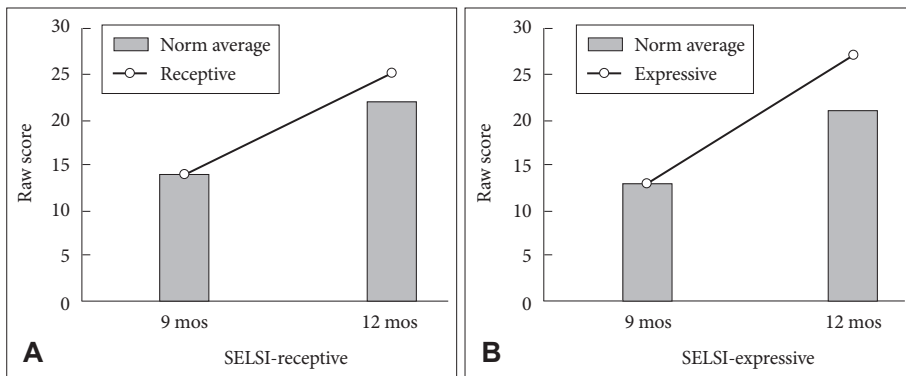 30
25
20
15
10
5
0
Raw score
Norm average
Receptive
9 mos
12 mos
SELSI-receptive
A
30
25
20
15
10
5
0
Raw score
Norm average
Expressive
9 mos
12 mos
SELSI-expressive
B